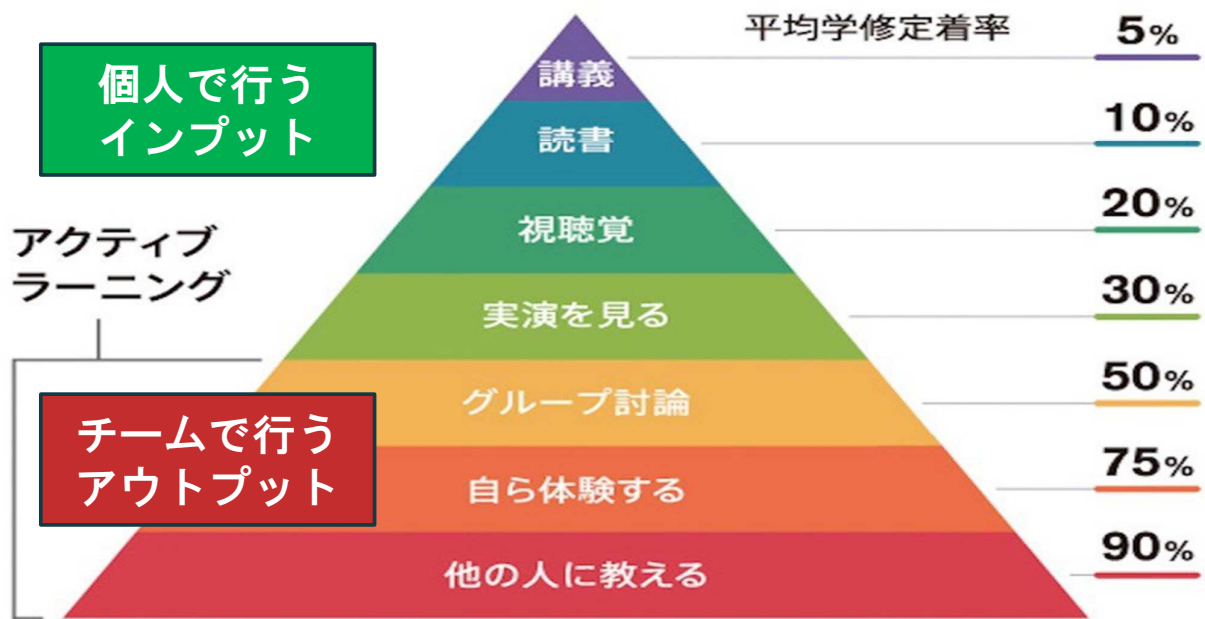 平均学修定着率
5%
個人で行う
インプット
講義
読書
10%
視聴覚
20%
アクティブ
ラーニング
実演を見る
30%
グループ討論
50%
チームで行う
アウトプット
自ら体験する
75%
他の人に教える
90%